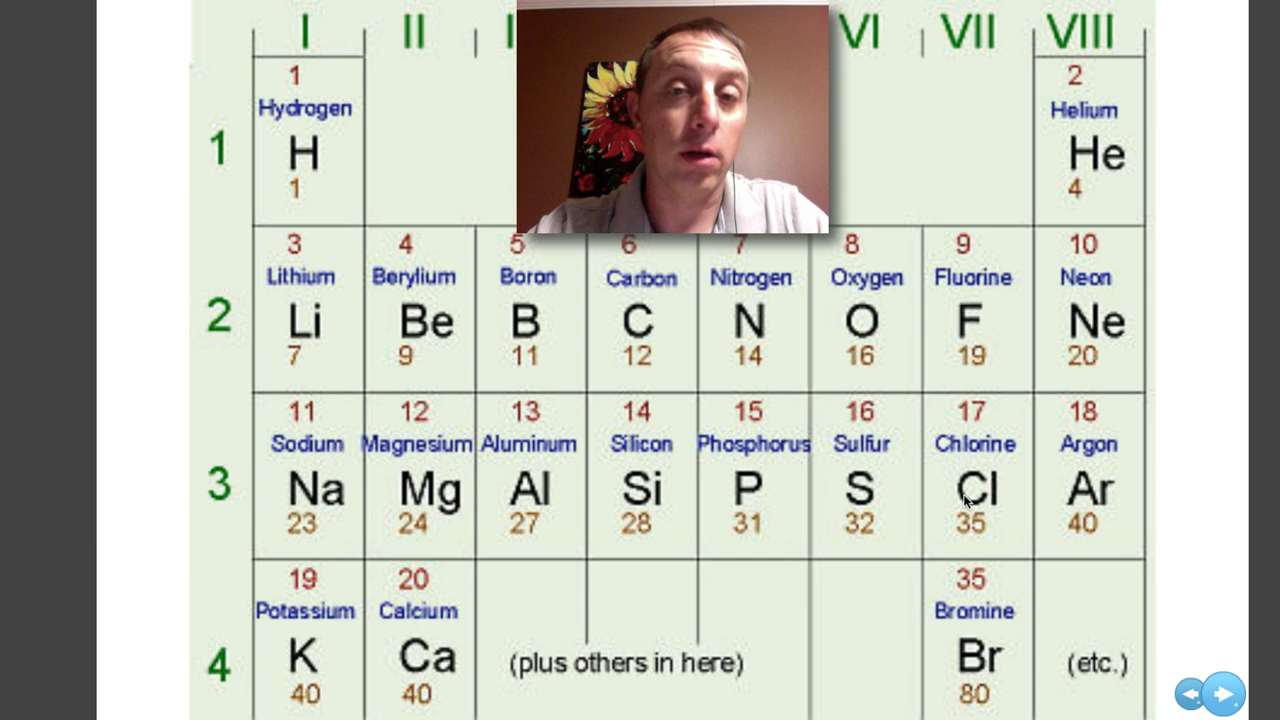 I II I VI VII VIII
1 2
Hydrogen Helium
1 H He
1 4
3 4 5 6 7 8 9 10
Lithium Berylium Boron Carbon Nitrogen Oxygen Fluorine Neon
2 Li Be B C N O F Ne
7 9 11 12 14 16 19 20
11 12 13 14 15 16 17 18
Sodium Magnesium Aluminum Silicon Phosphorus Sulfur Chlorine Argon
3 Na Mg Al Si P S Cl Ar
23 24 27 28 31 32 35 40
19 20 35
Potassium Calcium Bromine
4 K Ca (plus others in here) Br (etc.)
40 40 80